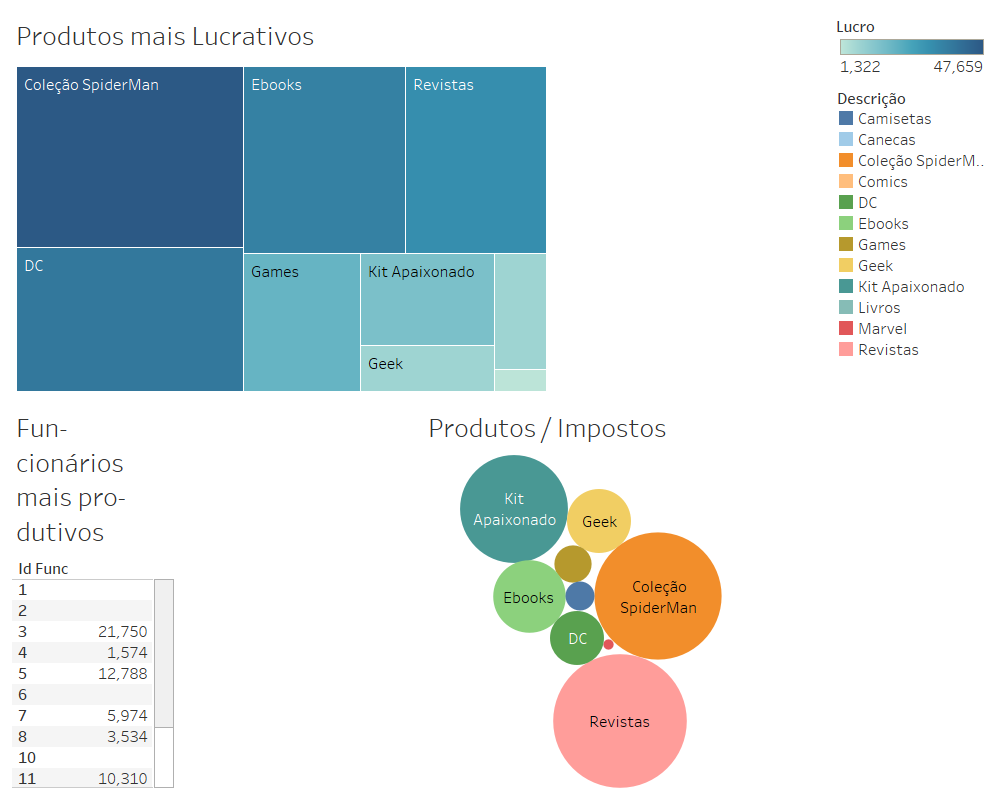 Produtos mais Lucrativos
Coleção SpiderMan
Ebooks
Revistas
DC
Games
Kit Apaixonado
Geek
Lucro
1,322 47,659
Descrição
Camisetas
Canecas
Coleção SpiderM..
Comics
DC
Ebooks
Games
Geek
Kit Apaixonado
Livros
Marvel
Revistas
Fun-
cionários
mais pro-
dutivos
Id Func
1
2
3 21,750
4 1,574
5 12,788
6
7 5,974
8 3,534
10
11 10,310
Produtos / Impostos
Kit
Apaixonado
Geek
Coleção
SpiderMan
Ebooks
DC
Revistas